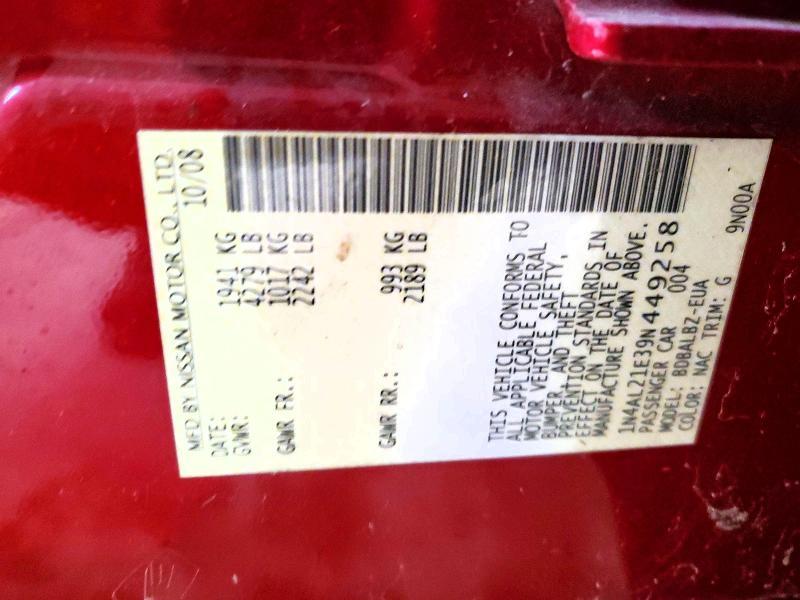 MFD BY NISSAN MOTOR CO., LTD.
DATE: 10/08
GVWR: 1941 KG
4279 LB
GAWR FR.: 1017 KG
2242 LB
GAWR RR.: 993 KG
2189 LB
THIS VEHICLE CONFORMS TO
ALL APPLICABLE FEDERAL
MOTOR VEHICLE SAFETY,
BUMPER, AND THEFT
PREVENTION STANDARDS IN
EFFECT ON THE DATE OF
MANUFACTURE SHOWN ABOVE.
1N4AL21E39N449258
PASSENGER CAR 004
MODEL: BDBALBZ-EUA
COLOR: NAC TRIM: G
9N00A